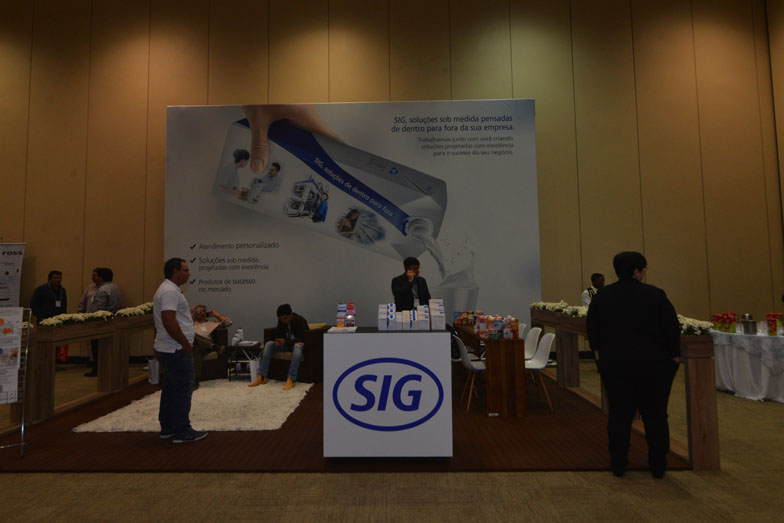 SIG, soluções sob medida pensadas
de dentro para fora da sua empresa.
Trabalhamos junto com você criando
soluções projetadas com excelência
para o sucesso do seu negócio.
SIG, soluções de dentro para fora
Atendimento personalizado
Soluções sob medida,
projetadas com excelência
Produtos de sucesso
no mercado
FOSS
SIG